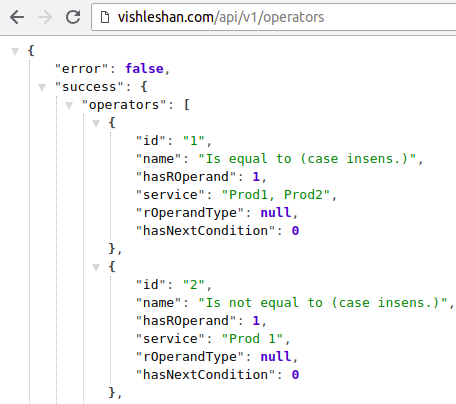 vishleshan.com/api/v1/operators
{
"error": false,
"success": {
"operators": [
{
"id": "1",
"name": "Is equal to (case insens.)",
"hasROperand": 1,
"service": "Prod1, Prod2",
"rOperandType": null,
"hasNextCondition": 0
},
{
"id": "2",
"name": "Is not equal to (case insens.)",
"hasROperand": 1,
"service": "Prod 1",
"rOperandType": null,
"hasNextCondition": 0
},